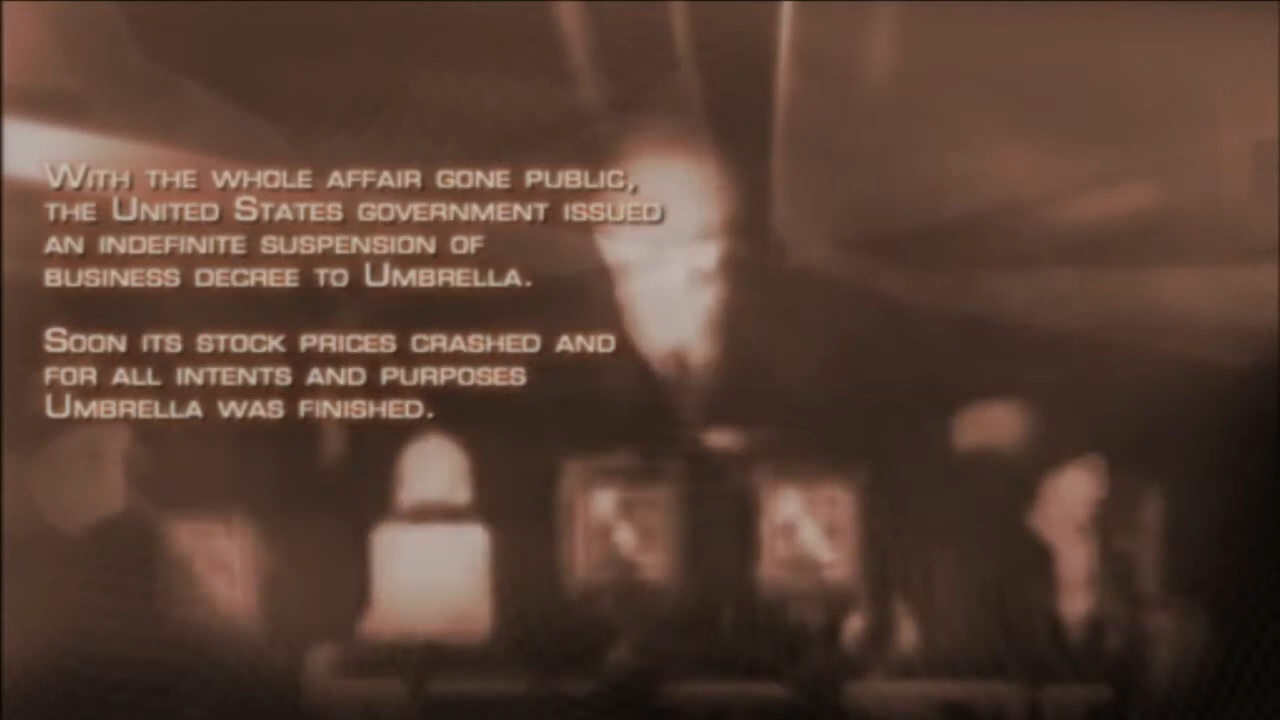 With the whole affair gone public,
the United States government issued
an indefinite suspension of
business decree to Umbrella.
Soon its stock prices crashed and
for all intents and purposes
Umbrella was finished.